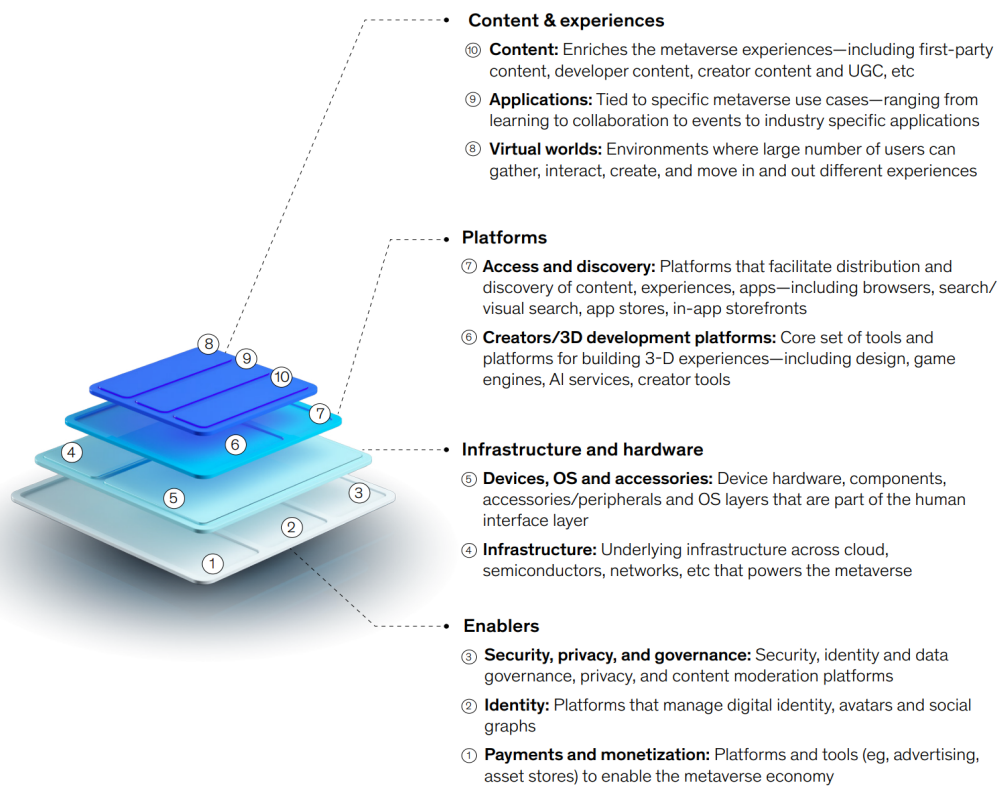 Content & experiences
⑩ Content: Enriches the metaverse experiences—including first-party
content, developer content, creator content and UGC, etc
⑨ Applications: Tied to specific metaverse use cases—ranging from
learning to collaboration to events to industry specific applications
⑧ Virtual worlds: Environments where large number of users can
gather, interact, create, and move in and out different experiences
Platforms
⑦ Access and discovery: Platforms that facilitate distribution and
discovery of content, experiences, apps—including browsers, search/
visual search, app stores, in-app storefronts
⑥ Creators/3D development platforms: Core set of tools and
platforms for building 3-D experiences—including design, game
engines, AI services, creator tools
8
9
10
7
6
4
5
3
2
1
Infrastructure and hardware
⑤ Devices, OS and accessories: Device hardware, components,
accessories/peripherals and OS layers that are part of the human
interface layer
④ Infrastructure: Underlying infrastructure across cloud,
semiconductors, networks, etc that powers the metaverse
Enablers
③ Security, privacy, and governance: Security, identity and data
governance, privacy, and content moderation platforms
② Identity: Platforms that manage digital identity, avatars and social
graphs
① Payments and monetization: Platforms and tools (eg, advertising,
asset stores) to enable the metaverse economy